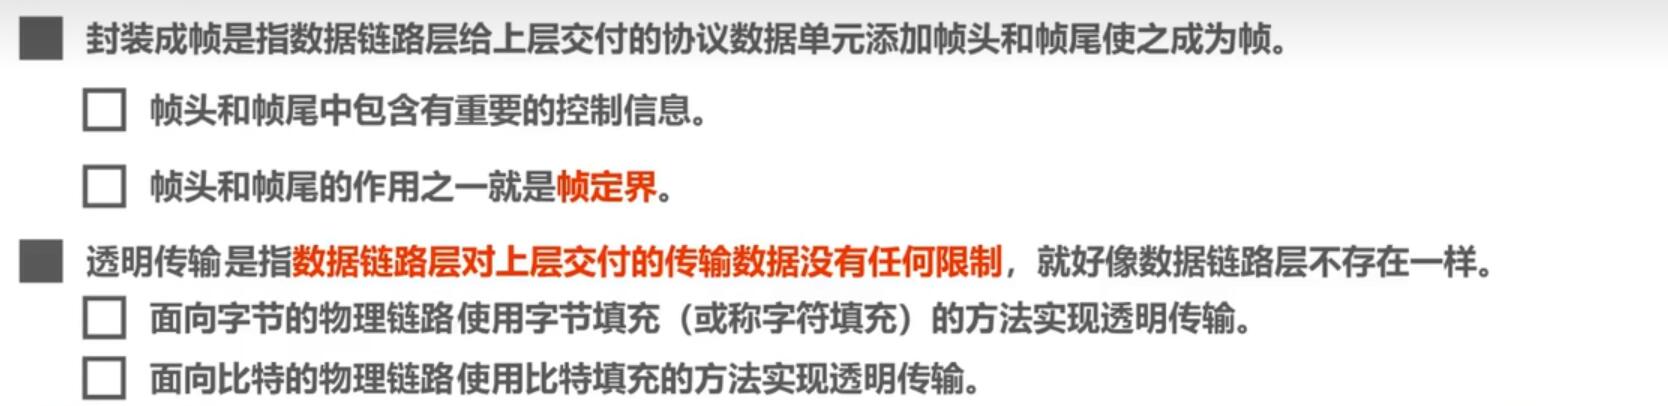 封装成帧是指数据链路层给上层交付的协议数据单元添加帧头和帧尾使之成为帧。
帧头和帧尾中包含有重要的控制信息。
帧头和帧尾的作用之一就是帧定界。
透明传输是指数据链路层对上层交付的传输数据没有任何限制，就好像数据链路层不存在一样。
面向字节的物理链路使用字节填充（或称字符填充）的方法实现透明传输。
面向比特的物理链路使用比特填充的方法实现透明传输。